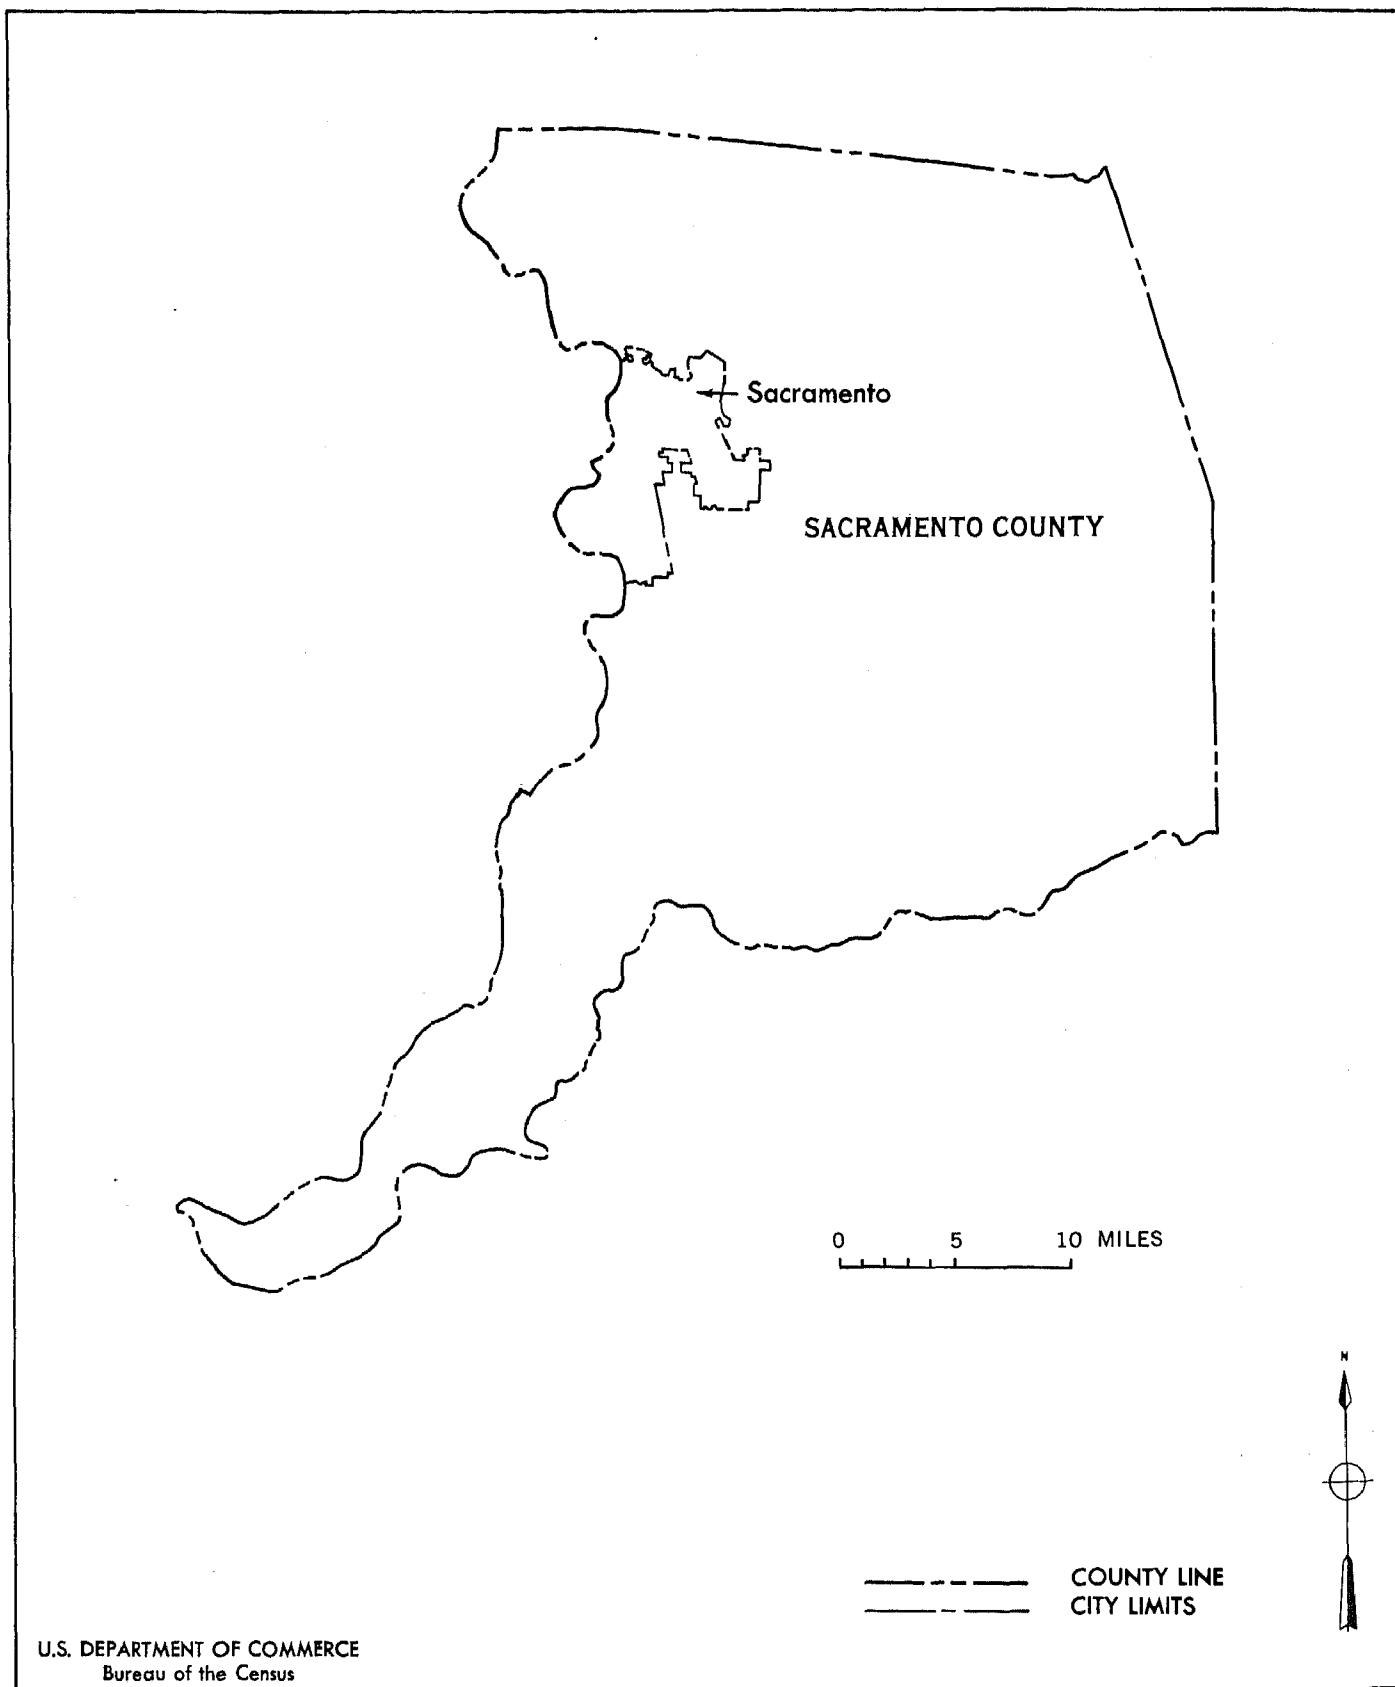 Sacramento
SACRAMENTO COUNTY
0 5 10 MILES
N
COUNTY LINE
CITY LIMITS
U.S. DEPARTMENT OF COMMERCE
Bureau of the Census